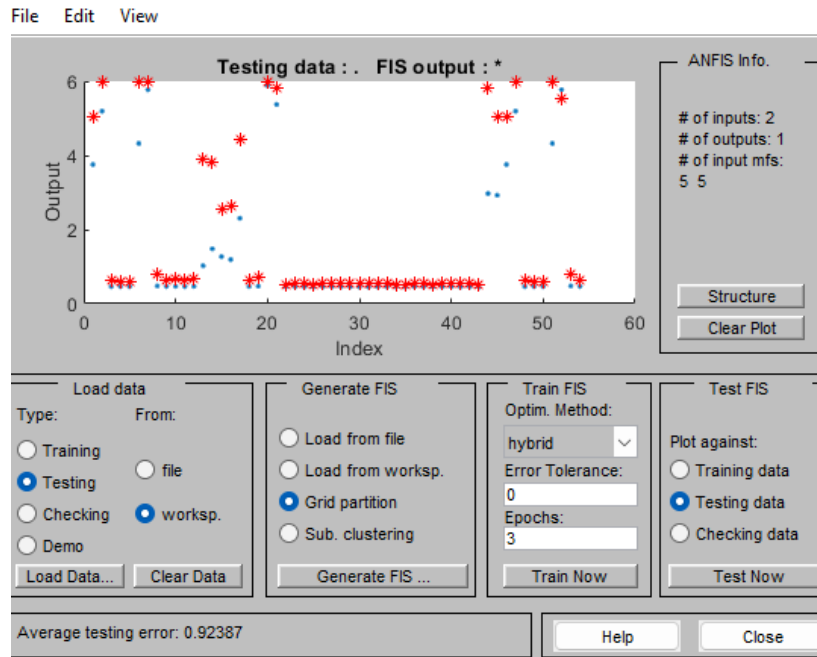 File Edit View
Testing data : . FIS output : *
Output
6
4
2
0
0 10 20 30 40 50 60
Index
ANFIS Info.
# of inputs: 2
# of outputs: 1
# of input mfs:
5 5
Structure
Clear Plot
Load data
Type: From:
Training
Testing
Checking
Demo
file
worksp.
Load Data...
Clear Data
Generate FIS
Load from file
Load from worksp.
Grid partition
Sub. clustering
Generate FIS ...
Train FIS
Optim. Method:
hybrid
Error Tolerance:
0
Epochs:
3
Train Now
Test FIS
Plot against:
Training data
Testing data
Checking data
Test Now
Average testing error: 0.92387
Help
Close